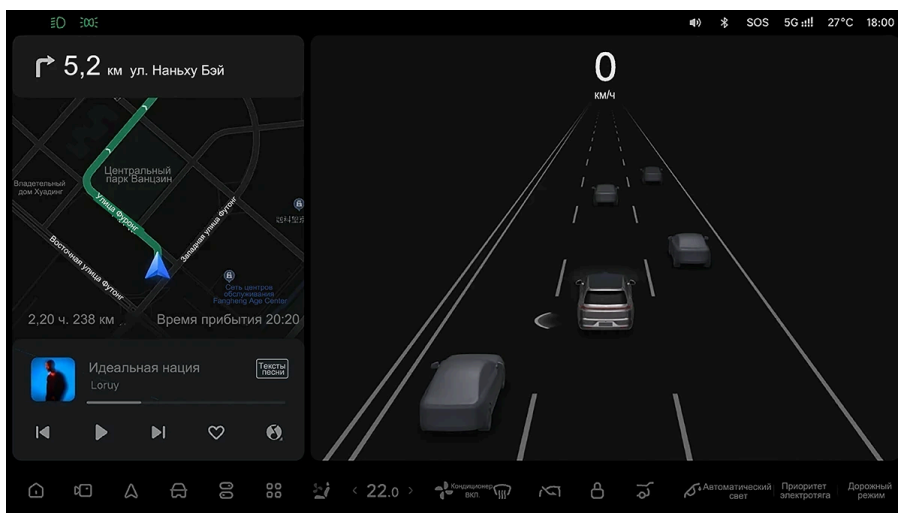 SOS 5G 27°C 18:00
5,2 км ул. Наньху Бэй
0
км/ч
Центральный
парк Ванцзин
Владетельный
дом Хуадинг
Улица Фуронг
Западная улица Футонг
Восточная улица Футонг
Сеть центров
обслуживания
Fangheng Age Center
2,20 ч. 238 км
Время прибытия 20:20
Идеальная нация
Loruy
Тексты
песни
< 22.0 >
Кондиционер
вкл.
Автоматический
свет
Приоритет
электротяга
Дорожный
режим